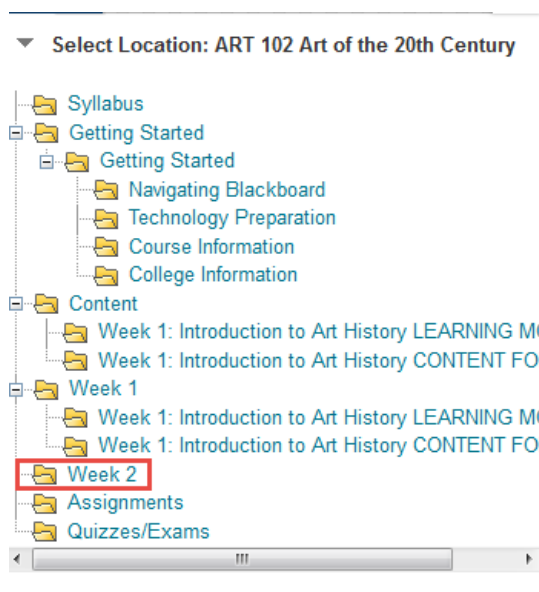 Select Location: ART 102 Art of the 20th Century
Syllabus
Getting Started
Getting Started
Navigating Blackboard
Technology Preparation
Course Information
College Information
Content
Week 1: Introduction to Art History LEARNING M
Week 1: Introduction to Art History CONTENT FO
Week 1
Week 1: Introduction to Art History LEARNING M
Week 1: Introduction to Art History CONTENT FO
Week 2
Assignments
Quizzes/Exams